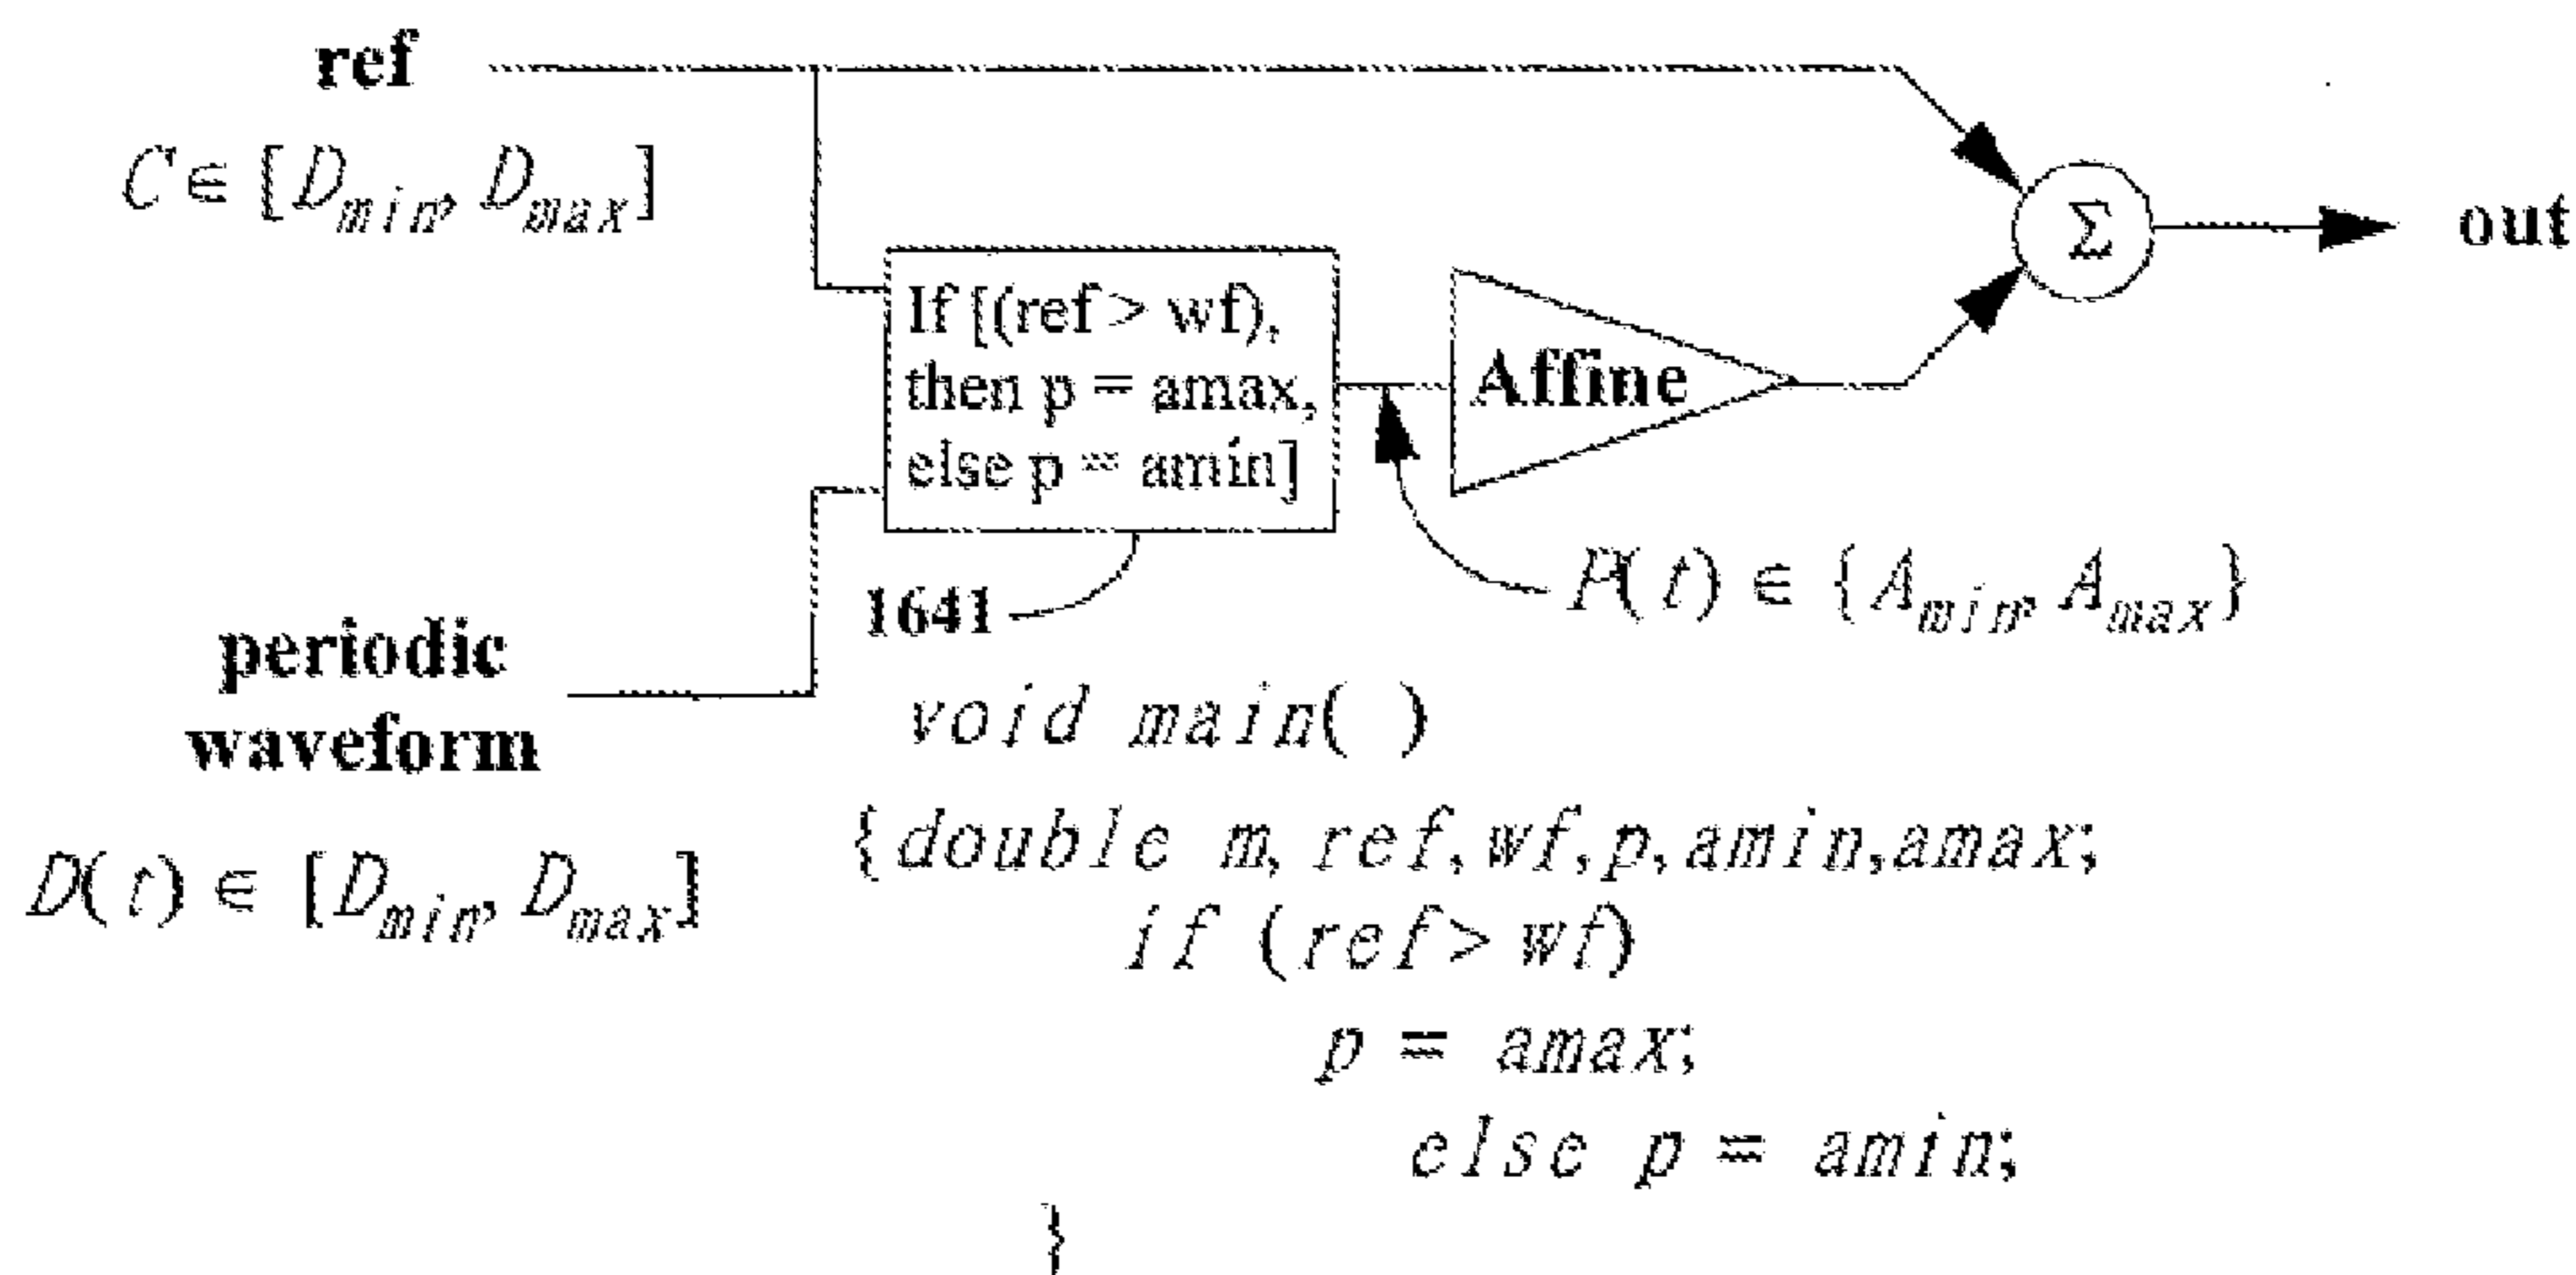 ref
C ∈ [D_min, D_max]
Σ
out
If [(ref > wf),
then p = amax,
else p = amin]
Affine
1641
P(t) ∈ {A_min, A_max}
periodic
waveform
D(t) ∈ [D_min, D_max]
void main( )
{double m, ref, wf, p, amin, amax;
if (ref> wf)
p = amax;
else p = amin;
}